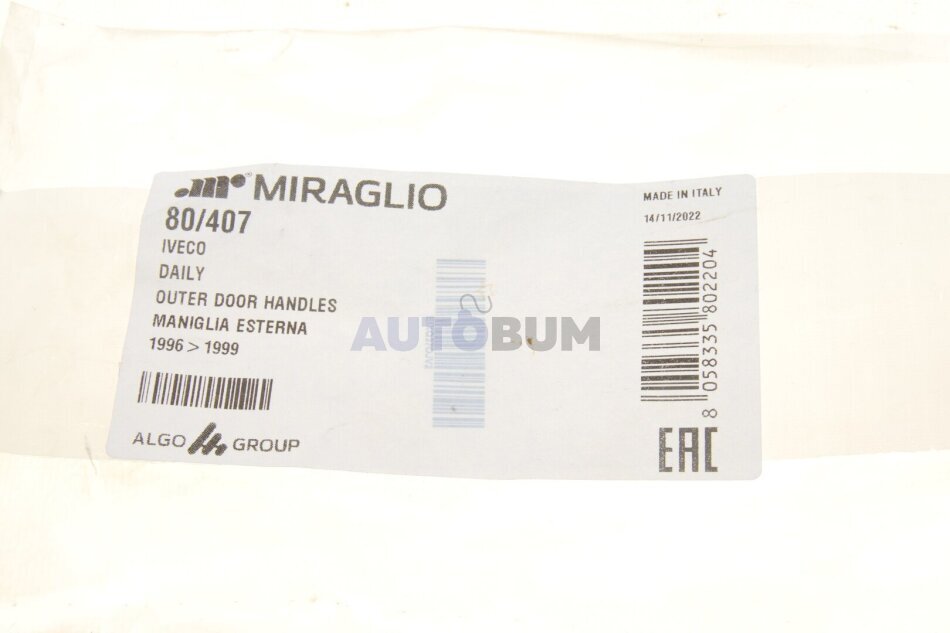 mr® MIRAGLIO
80/407
IVECO
DAILY
OUTER DOOR HANDLES
MANIGLIA ESTERNA
1996 > 1999
ALGO GROUP
MADE IN ITALY
14/11/2022
8 058335 802204
EAC
AUTOBUM